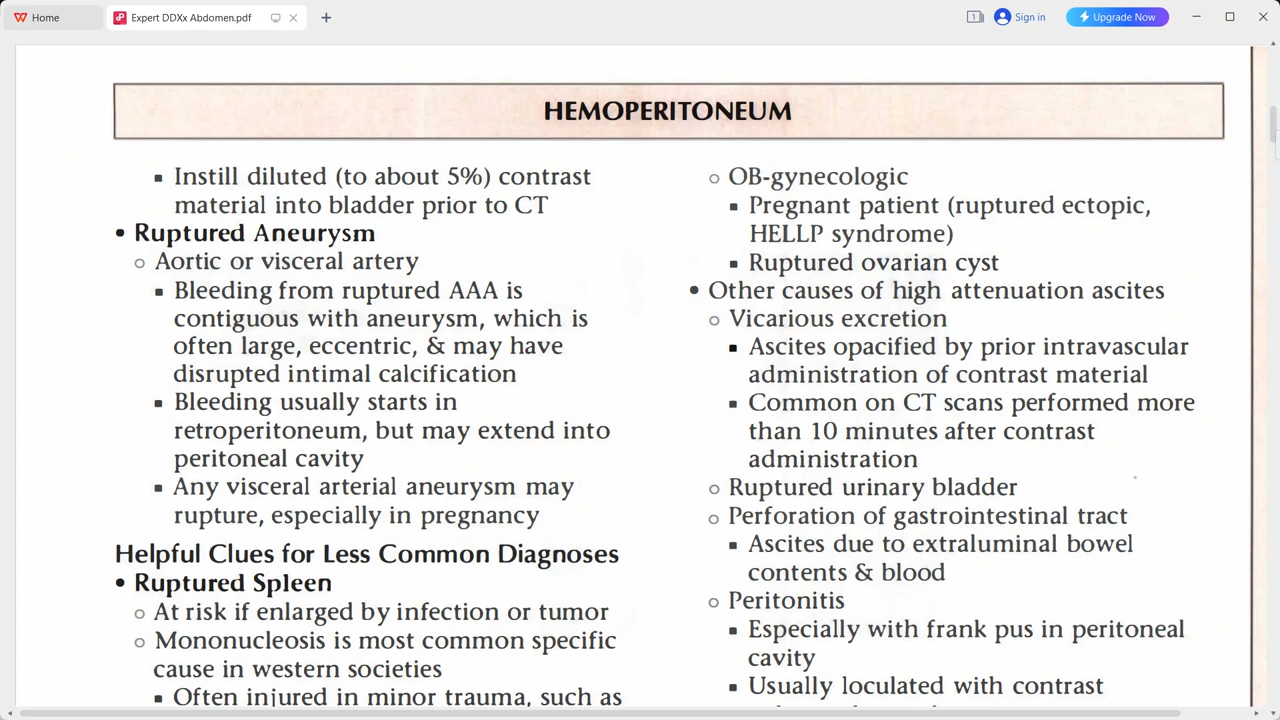 Home
Expert DDXx Abdomen.pdf
1
Sign in
Upgrade Now
HEMOPERITONEUM
▪ Instill diluted (to about 5%) contrast
material into bladder prior to CT
• Ruptured Aneurysm
○ Aortic or visceral artery
▪ Bleeding from ruptured AAA is
contiguous with aneurysm, which is
often large, eccentric, & may have
disrupted intimal calcification
▪ Bleeding usually starts in
retroperitoneum, but may extend into
peritoneal cavity
▪ Any visceral arterial aneurysm may
rupture, especially in pregnancy
Helpful Clues for Less Common Diagnoses
• Ruptured Spleen
○ At risk if enlarged by infection or tumor
○ Mononucleosis is most common specific
cause in western societies
▪ Often injured in minor trauma, such as
○ OB-gynecologic
▪ Pregnant patient (ruptured ectopic,
HELLP syndrome)
▪ Ruptured ovarian cyst
• Other causes of high attenuation ascites
○ Vicarious excretion
▪ Ascites opacified by prior intravascular
administration of contrast material
▪ Common on CT scans performed more
than 10 minutes after contrast
administration
○ Ruptured urinary bladder
○ Perforation of gastrointestinal tract
▪ Ascites due to extraluminal bowel
contents & blood
○ Peritonitis
▪ Especially with frank pus in peritoneal
cavity
▪ Usually loculated with contrast